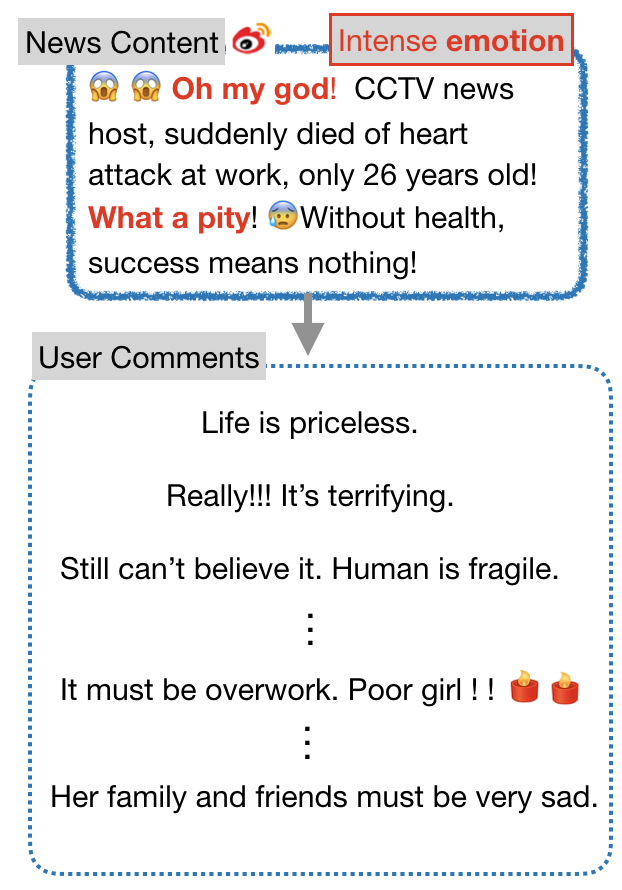 News Content
Intense emotion
😱 😱 Oh my god!  CCTV news
host, suddenly died of heart
attack at work, only 26 years old!
What a pity! 😰Without health,
success means nothing!
User Comments
Life is priceless.
Really!!! It’s terrifying.
Still can’t believe it. Human is fragile.
⋮
It must be overwork. Poor girl ! !
⋮
Her family and friends must be very sad.